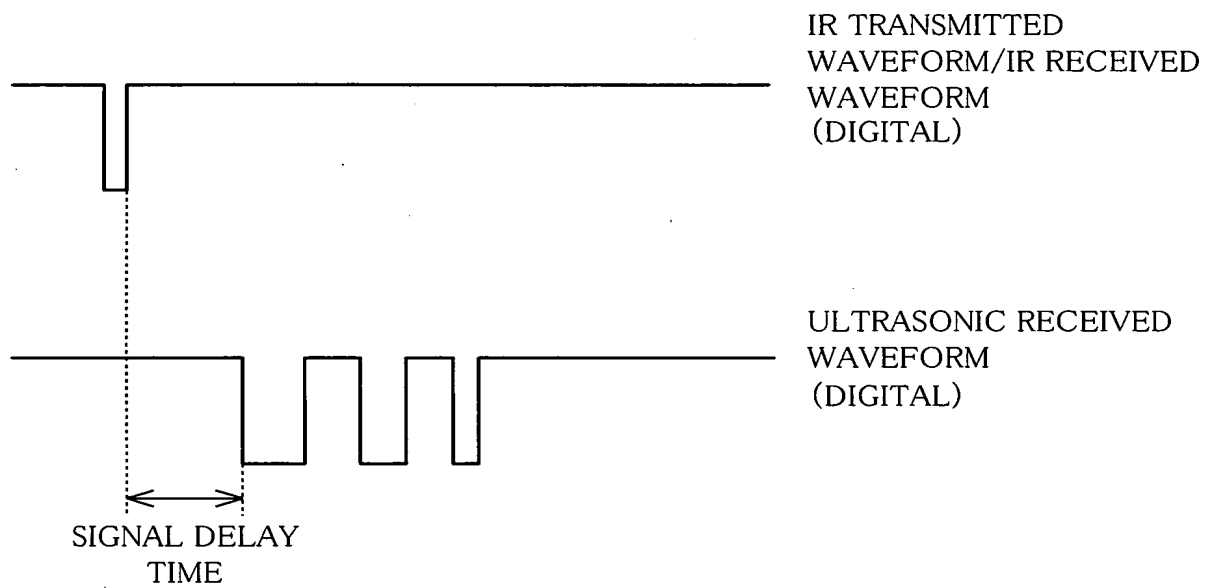 IR TRANSMITTED
WAVEFORM/IR RECEIVED
WAVEFORM
(DIGITAL)
ULTRASONIC RECEIVED
WAVEFORM
(DIGITAL)
SIGNAL DELAY
TIME